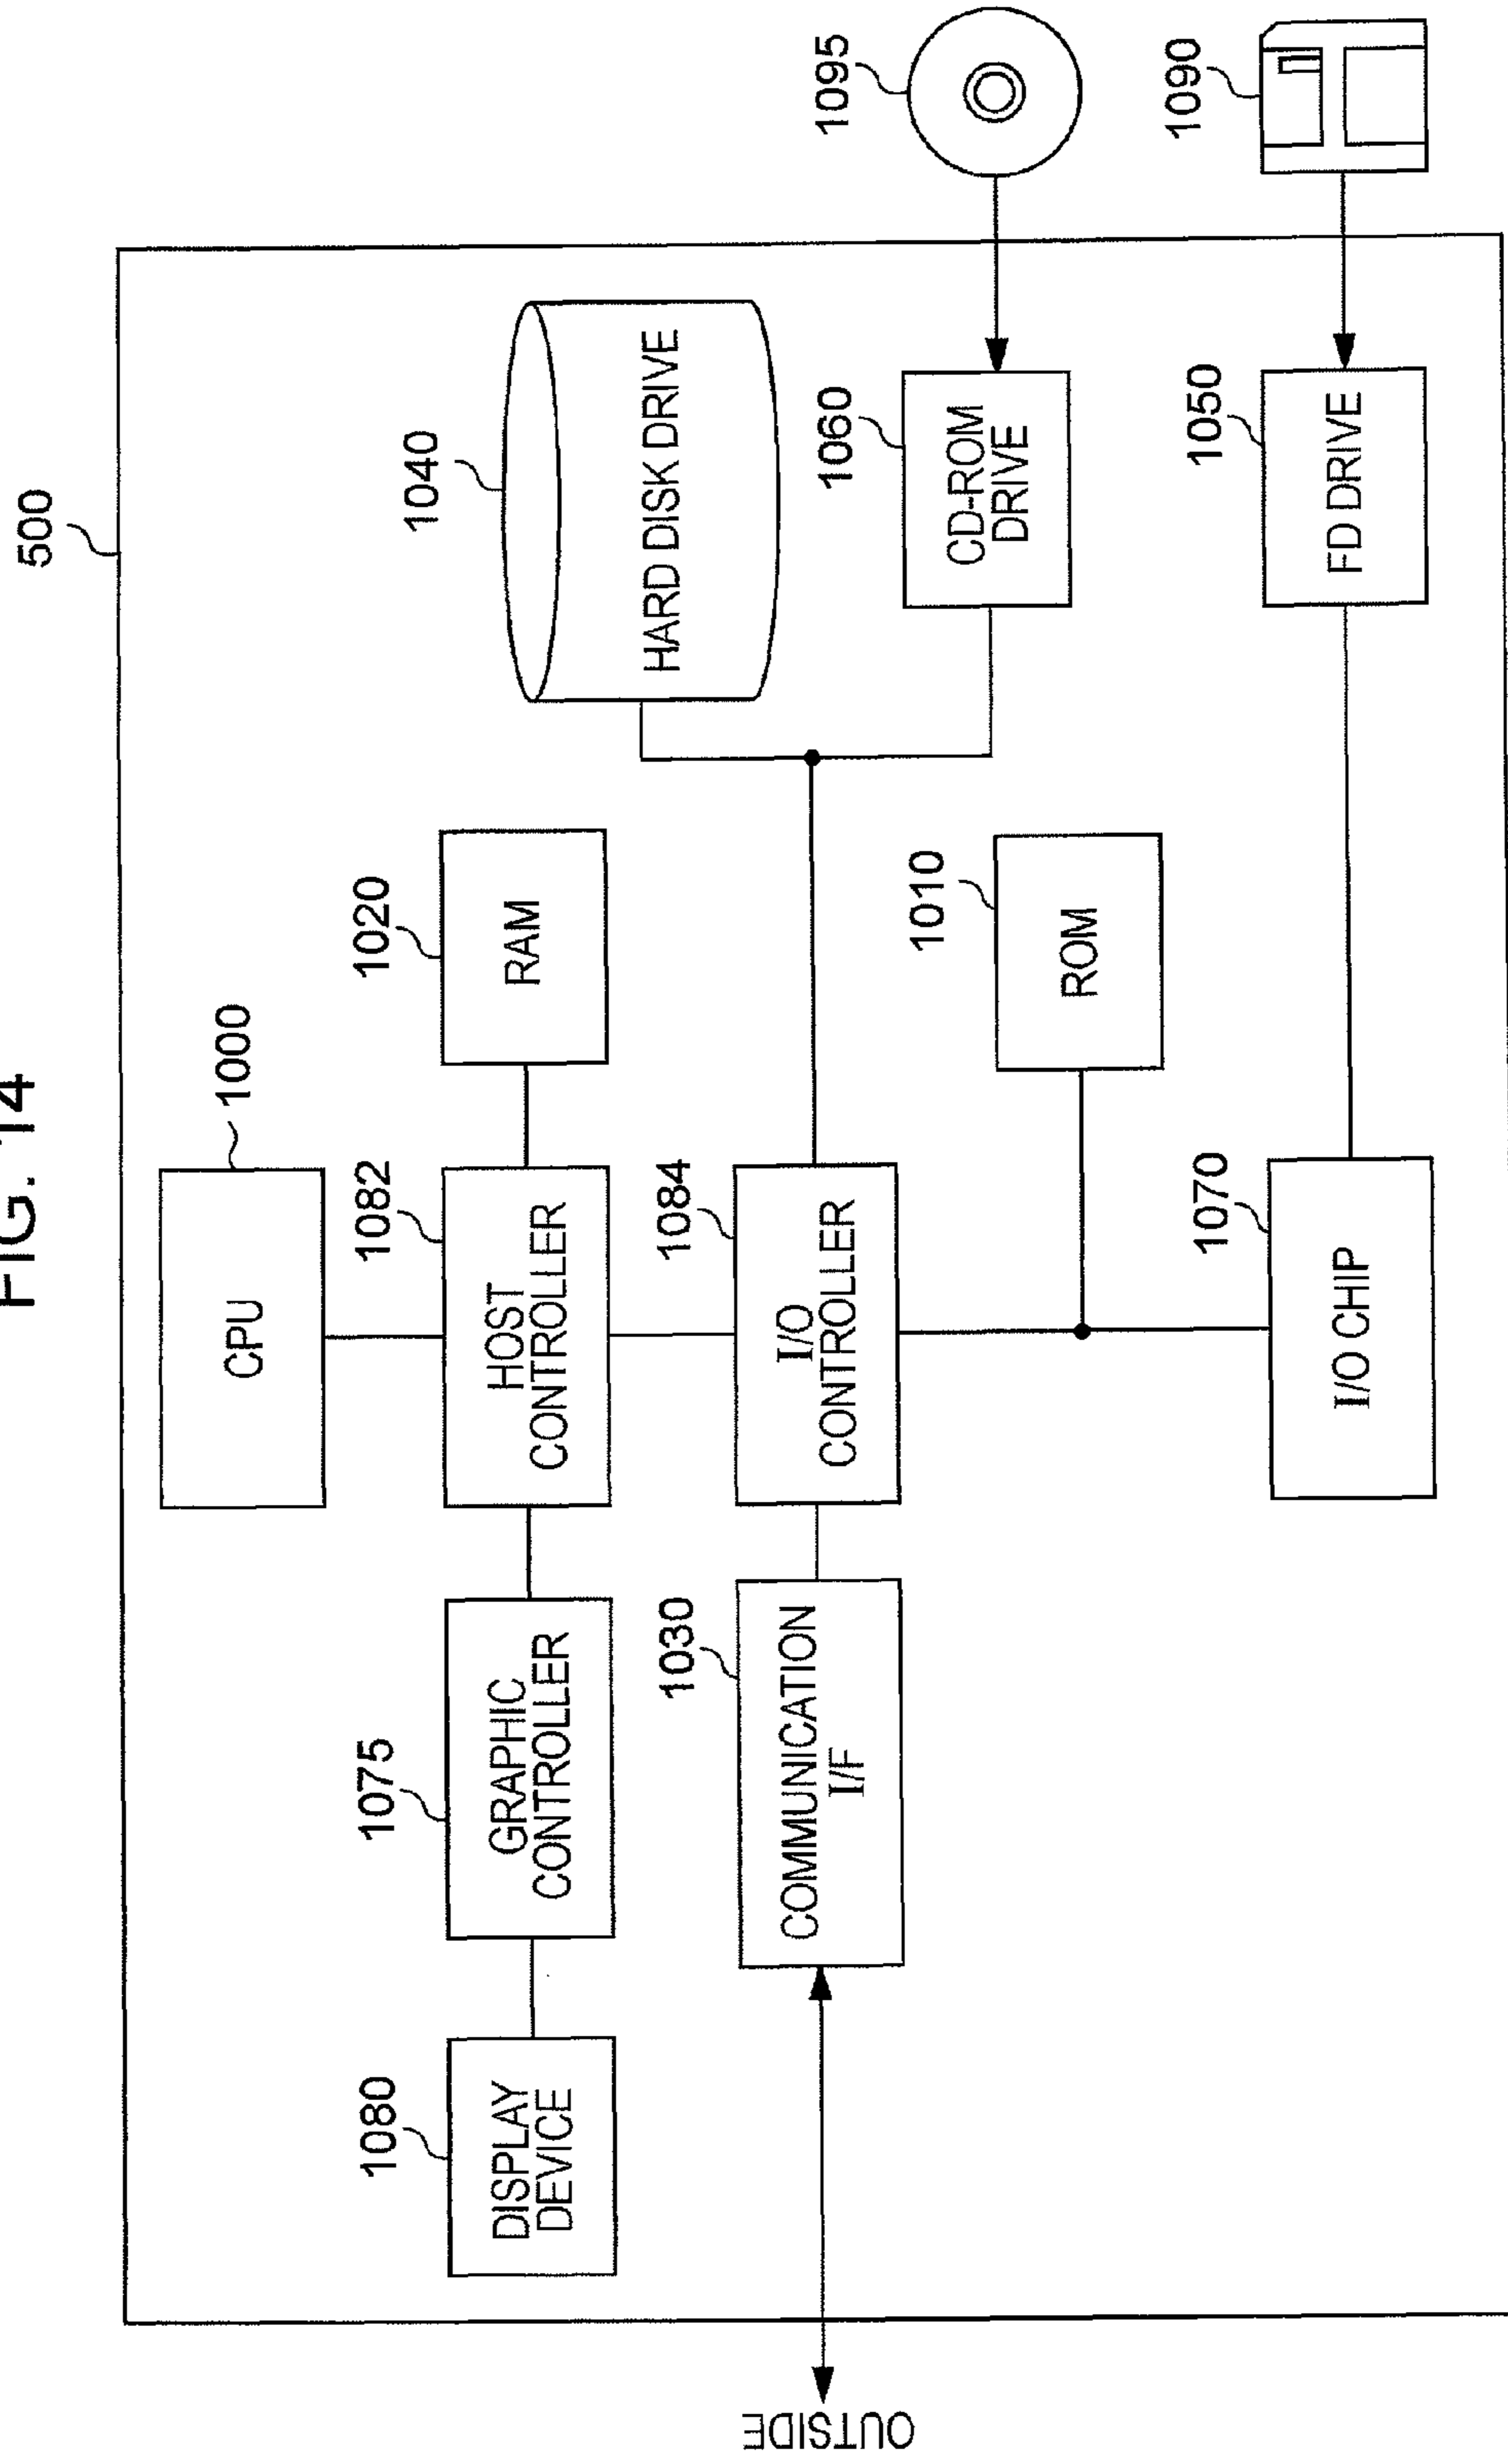 FIG. 14
500
CPU
1000
1080
DISPLAY
DEVICE
1075
GRAPHIC
CONTROLLER
1082
HOST
CONTROLLER
1020
RAM
1040
HARD DISK DRIVE
OUTSIDE
1030
COMMUNICATION
I/F
1084
I/O
CONTROLLER
1010
ROM
1060
CD-ROM
DRIVE
1095
1070
I/O CHIP
1050
FD DRIVE
1090